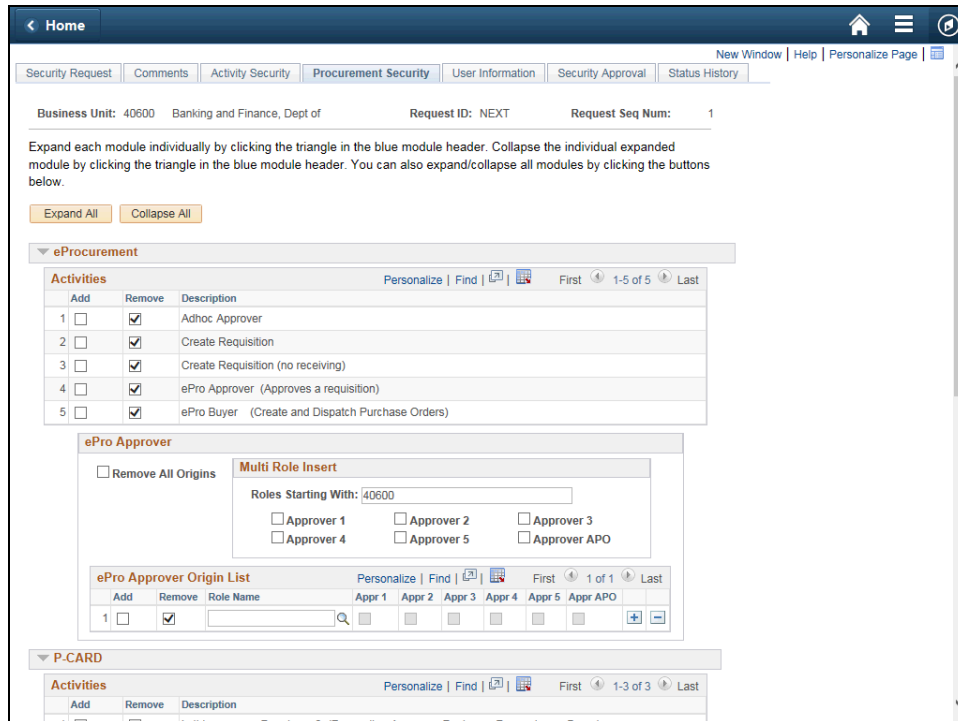 Home
New Window | Help | Personalize Page |
Security Request Comments Activity Security Procurement Security User Information Security Approval Status History
Business Unit: 40600 Banking and Finance, Dept of Request ID: NEXT Request Seq Num: 1
Expand each module individually by clicking the triangle in the blue module header. Collapse the individual expanded
module by clicking the triangle in the blue module header. You can also expand/collapse all modules by clicking the buttons
below.
Expand All Collapse All
eProcurement
Activities Personalize | Find | | First 1-5 of 5 Last
Add Remove Description
1 Adhoc Approver
2 Create Requisition
3 Create Requisition (no receiving)
4 ePro Approver (Approves a requisition)
5 ePro Buyer (Create and Dispatch Purchase Orders)
ePro Approver
Remove All Origins
Multi Role Insert
Roles Starting With: 40600
Approver 1 Approver 2 Approver 3
Approver 4 Approver 5 Approver APO
ePro Approver Origin List Personalize | Find | | First 1 of 1 Last
Add Remove Role Name Appr 1 Appr 2 Appr 3 Appr 4 Appr 5 Appr APO
1
P-CARD
Activities Personalize | Find | | First 1-3 of 3 Last
Add Remove Description